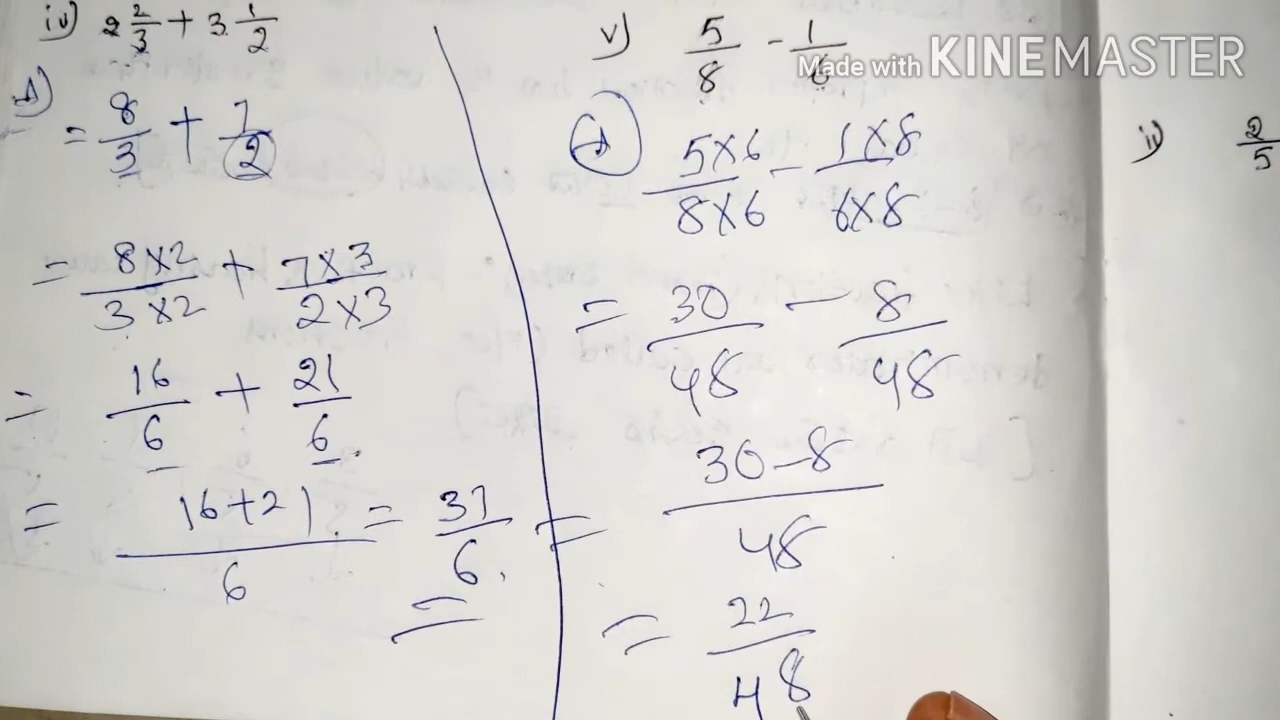 iv) 2 2/3 + 3 1/2
= 8/3 + 7/2
= 8×2/3×2 + 7×3/2×3
= 16/6 + 21/6
= 16+21/6 = 37/6
v) 5/8 - 1/6
5×6/8×6 - 1×8/6×8
= 30/48 - 8/48
= 30-8/48
= 22/48
Made with KINEMASTER
2/5